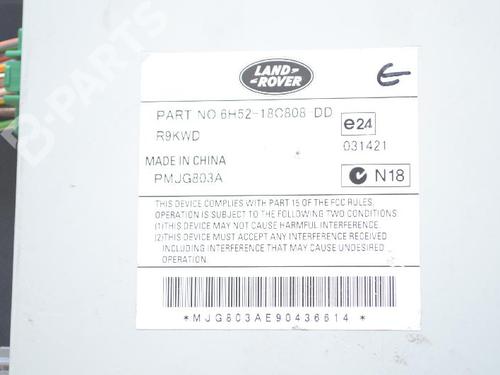 LAND
ROVER
PART NO 6H52-18C808-DD
R9KWD
e24
031421
MADE IN CHINA
PMJG803A
N18
THIS DEVICE COMPLIES WITH PART 15 OF THE FCC RULES,
OPERATION IS SUBJECT TO THE FOLLOWING TWO CONDITIONS:
(1)THIS DEVICE MAY NOT CAUSE HARMFUL INTERFERENCE.
(2)THIS DEVICE MUST ACCEPT ANY INTERFERENCE RECEIVED
INCLUDING INTERFERENCE THAT MAY CAUSE UNDESIRED
OPERATION.
*MJG803AE90436614*
B-PARTS